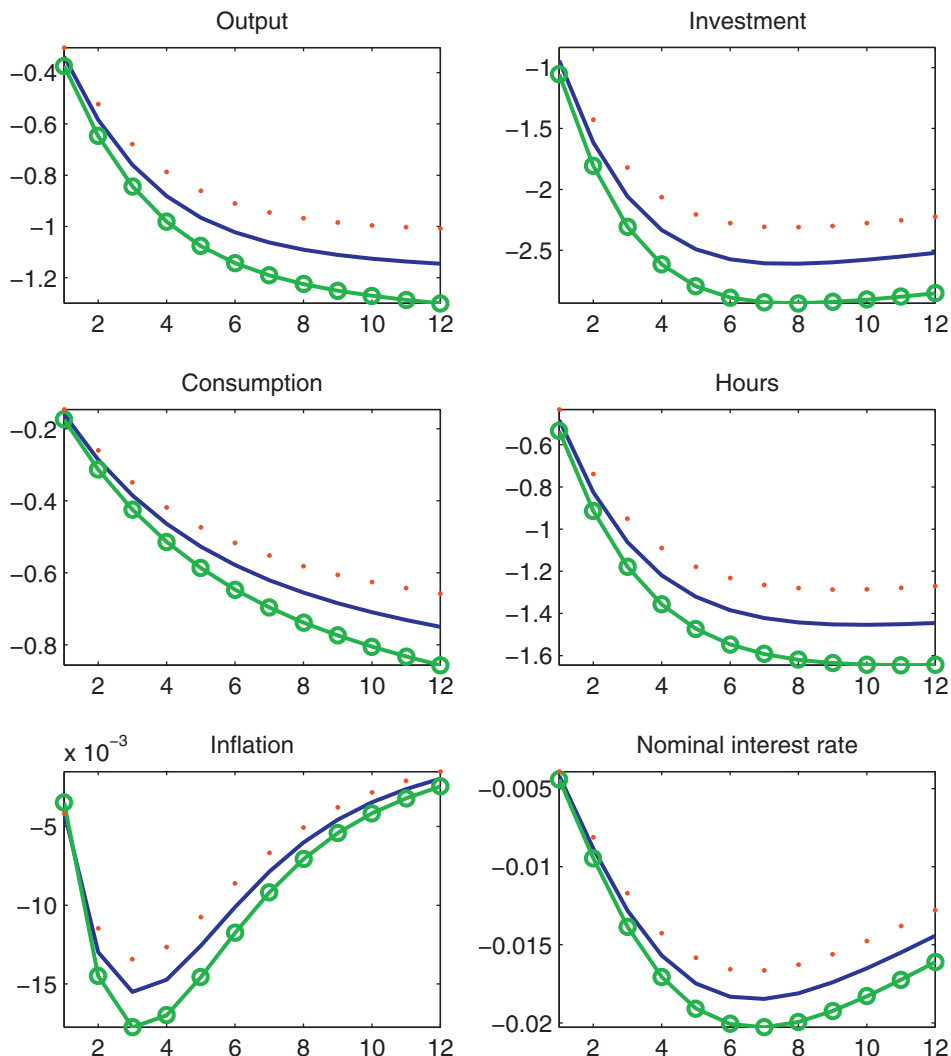 Output
−0.4
−0.6
−0.8
−1
−1.2
2 4 6 8 10 12
Investment
−1
−1.5
−2
−2.5
2 4 6 8 10 12
Consumption
−0.2
−0.4
−0.6
−0.8
2 4 6 8 10 12
Hours
−0.6
−0.8
−1
−1.2
−1.4
−1.6
2 4 6 8 10 12
x 10⁻³
Inflation
−5
−10
−15
2 4 6 8 10 12
Nominal interest rate
−0.005
−0.01
−0.015
−0.02
2 4 6 8 10 12